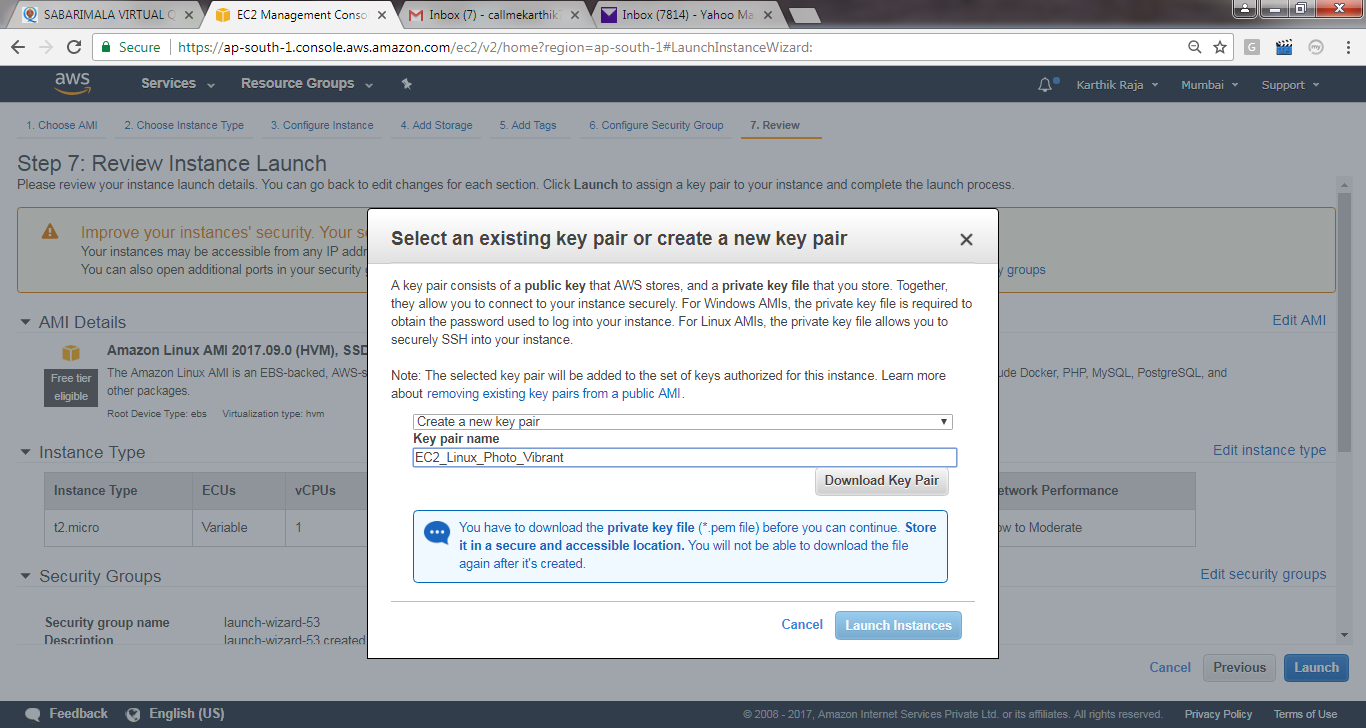 SABARIMALA VIRTUAL Q
EC2 Management Conso
Inbox (7) - callmekarthik
Inbox (7814) - Yahoo Ma
Secure
https://ap-south-1.console.aws.amazon.com/ec2/v2/home?region=ap-south-1#LaunchInstanceWizard:
aws
Services
Resource Groups
Karthik Raja
Mumbai
Support
1. Choose AMI
2. Choose Instance Type
3. Configure Instance
4. Add Storage
5. Add Tags
6. Configure Security Group
7. Review
Step 7: Review Instance Launch
Please review your instance launch details. You can go back to edit changes for each section. Click Launch to assign a key pair to your instance and complete the launch process.
Improve your instances' security. Your s
Your instances may be accessible from any IP addr
You can also open additional ports in your security
y groups
Select an existing key pair or create a new key pair
A key pair consists of a public key that AWS stores, and a private key file that you store. Together,
they allow you to connect to your instance securely. For Windows AMIs, the private key file is required to
obtain the password used to log into your instance. For Linux AMIs, the private key file allows you to
securely SSH into your instance.
Note: The selected key pair will be added to the set of keys authorized for this instance. Learn more
about removing existing key pairs from a public AMI.
Create a new key pair
Key pair name
EC2_Linux_Photo_Vibrant
Download Key Pair
You have to download the private key file (*.pem file) before you can continue. Store
it in a secure and accessible location. You will not be able to download the file
again after it's created.
Cancel
Launch Instances
AMI Details
Edit AMI
Amazon Linux AMI 2017.09.0 (HVM), SSD
Free tier
eligible
The Amazon Linux AMI is an EBS-backed, AWS-s
ude Docker, PHP, MySQL, PostgreSQL, and
other packages.
Root Device Type: ebs
Virtualization type: hvm
Instance Type
Edit instance type
Instance Type
ECUs
vCPUs
etwork Performance
t2.micro
Variable
1
ow to Moderate
Security Groups
Edit security groups
Security group name
launch-wizard-53
Description
launch-wizard-53 created
Cancel
Previous
Launch
Feedback
English (US)
© 2008 - 2017, Amazon Internet Services Private Ltd. or its affiliates. All rights reserved.
Privacy Policy
Terms of Use